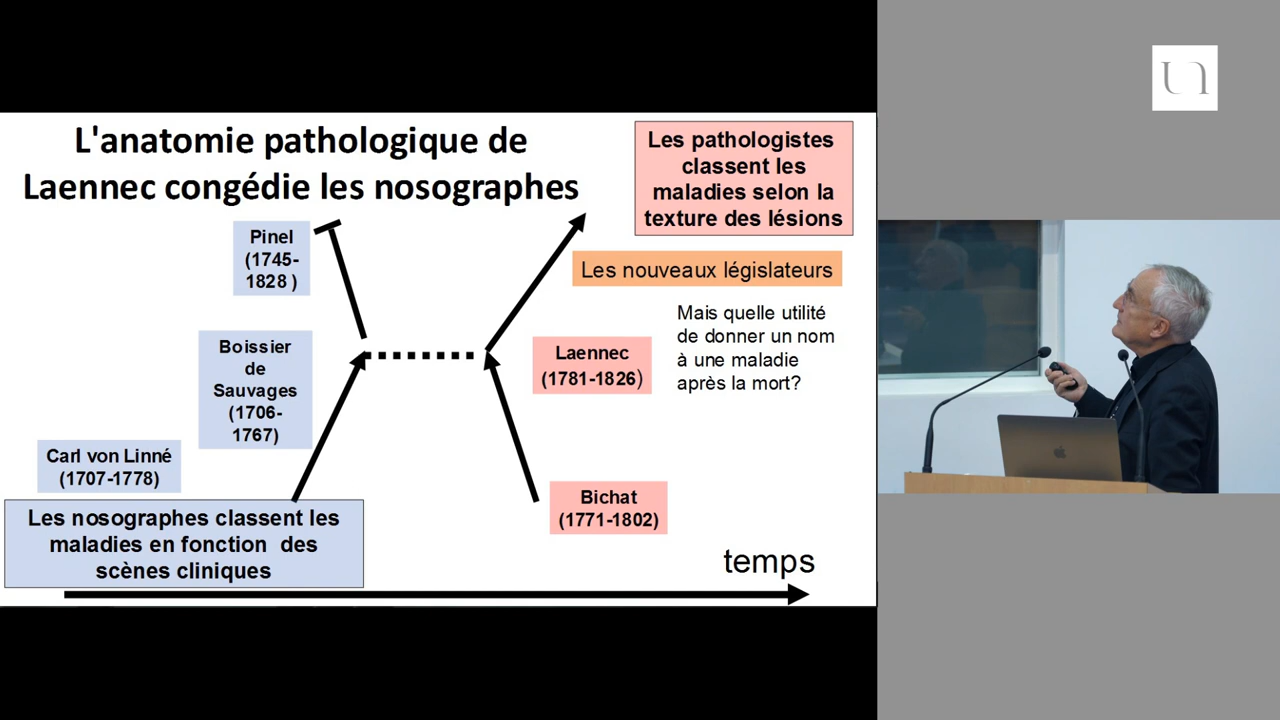 L'anatomie pathologique de
Laennec congédie les nosographes
Les pathologistes
classent les
maladies selon la
texture des lésions
Pinel
(1745-
1828 )
Les nouveaux législateurs
Mais quelle utilité
de donner un nom
à une maladie
après la mort?
Boissier
de
Sauvages
(1706-
1767)
Laennec
(1781-1826)
Carl von Linné
(1707-1778)
Bichat
(1771-1802)
Les nosographes classent les
maladies en fonction  des
scènes cliniques
temps